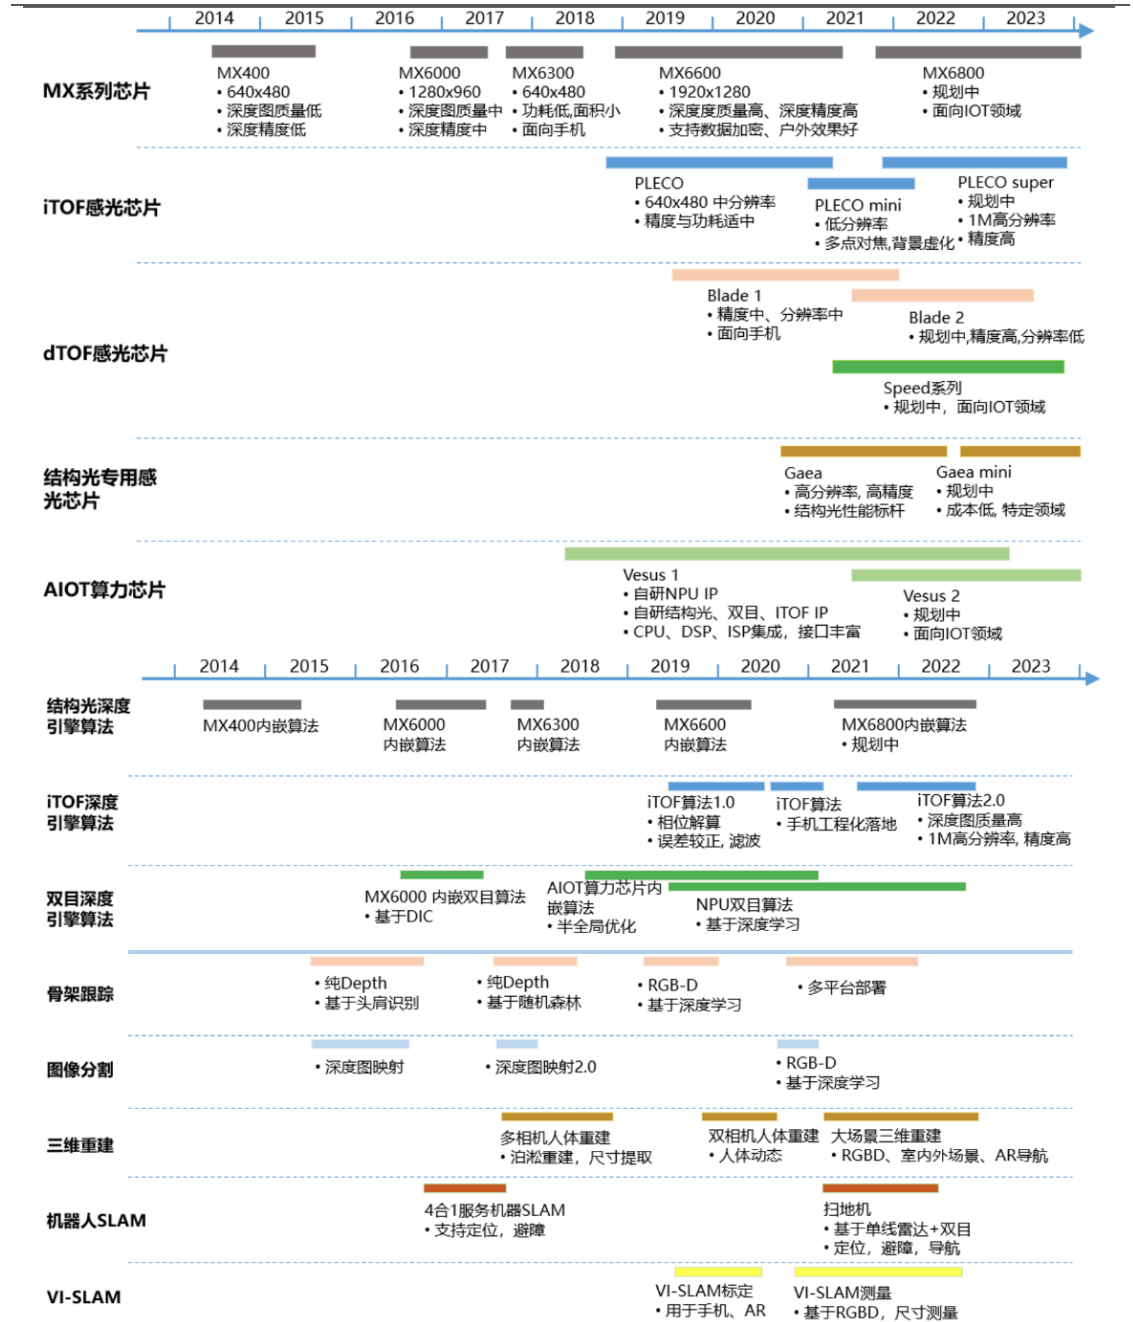 2014 2015 2016 2017 2018 2019 2020 2021 2022 2023
MX系列芯片
MX400
• 640x480
• 深度图质量低
• 深度精度低
MX6000
• 1280x960
• 深度图质量中
• 深度精度中
MX6300
• 640x480
• 功耗低,面积小
• 面向手机
MX6600
• 1920x1280
• 深度度质量高、深度精度高
• 支持数据加密、户外效果好
MX6800
• 规划中
• 面向IOT领域
iTOF感光芯片
PLECO
• 640x480 中分辨率
• 精度与功耗适中
PLECO mini
• 低分辨率
• 多点对焦,背景虚化
PLECO super
• 规划中
• 1M高分辨率
• 精度高
dTOF感光芯片
Blade 1
• 精度中、分辨率中
• 面向手机
Blade 2
• 规划中,精度高,分辨率低
Speed系列
• 规划中，面向IOT领域
结构光专用感
光芯片
Gaea
• 高分辨率, 高精度
• 结构光性能标杆
Gaea mini
• 规划中
• 成本低, 特定领域
AIOT算力芯片
Vesus 1
• 自研NPU IP
• 自研结构光、双目、ITOF IP
• CPU、DSP、ISP集成，接口丰富
Vesus 2
• 规划中
• 面向IOT领域
2014 2015 2016 2017 2018 2019 2020 2021 2022 2023
结构光深度
引擎算法
MX400内嵌算法
MX6000
内嵌算法
MX6300
内嵌算法
MX6600
内嵌算法
MX6800内嵌算法
• 规划中
iTOF深度
引擎算法
iTOF算法1.0
• 相位解算
• 误差较正, 滤波
iTOF算法
• 手机工程化落地
iTOF算法2.0
• 深度图质量高
• 1M高分辨率, 精度高
双目深度
引擎算法
MX6000 内嵌双目算法
• 基于DIC
AIOT算力芯片内
嵌算法
• 半全局优化
NPU双目算法
• 基于深度学习
骨架跟踪
• 纯Depth
• 基于头肩识别
• 纯Depth
• 基于随机森林
• RGB-D
• 基于深度学习
• 多平台部署
图像分割
• 深度图映射
• 深度图映射2.0
• RGB-D
• 基于深度学习
三维重建
多相机人体重建
• 泊淞重建，尺寸提取
双相机人体重建
• 人体动态
大场景三维重建
• RGBD、室内外场景、AR导航
机器人SLAM
4合1服务机器SLAM
• 支持定位，避障
扫地机
• 基于单线雷达+双目
• 定位，避障，导航
VI-SLAM
VI-SLAM标定
• 用于手机、AR
VI-SLAM测量
• 基于RGBD，尺寸测量